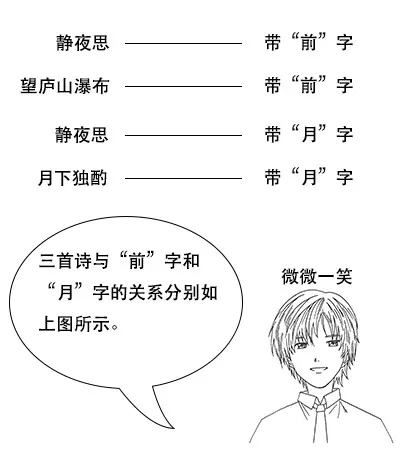 静夜思 带“前”字
望庐山瀑布 带“前”字
静夜思 带“月”字
月下独酌 带“月”字
三首诗与“前”字和
“月”字的关系分别如
上图所示。
微微一笑